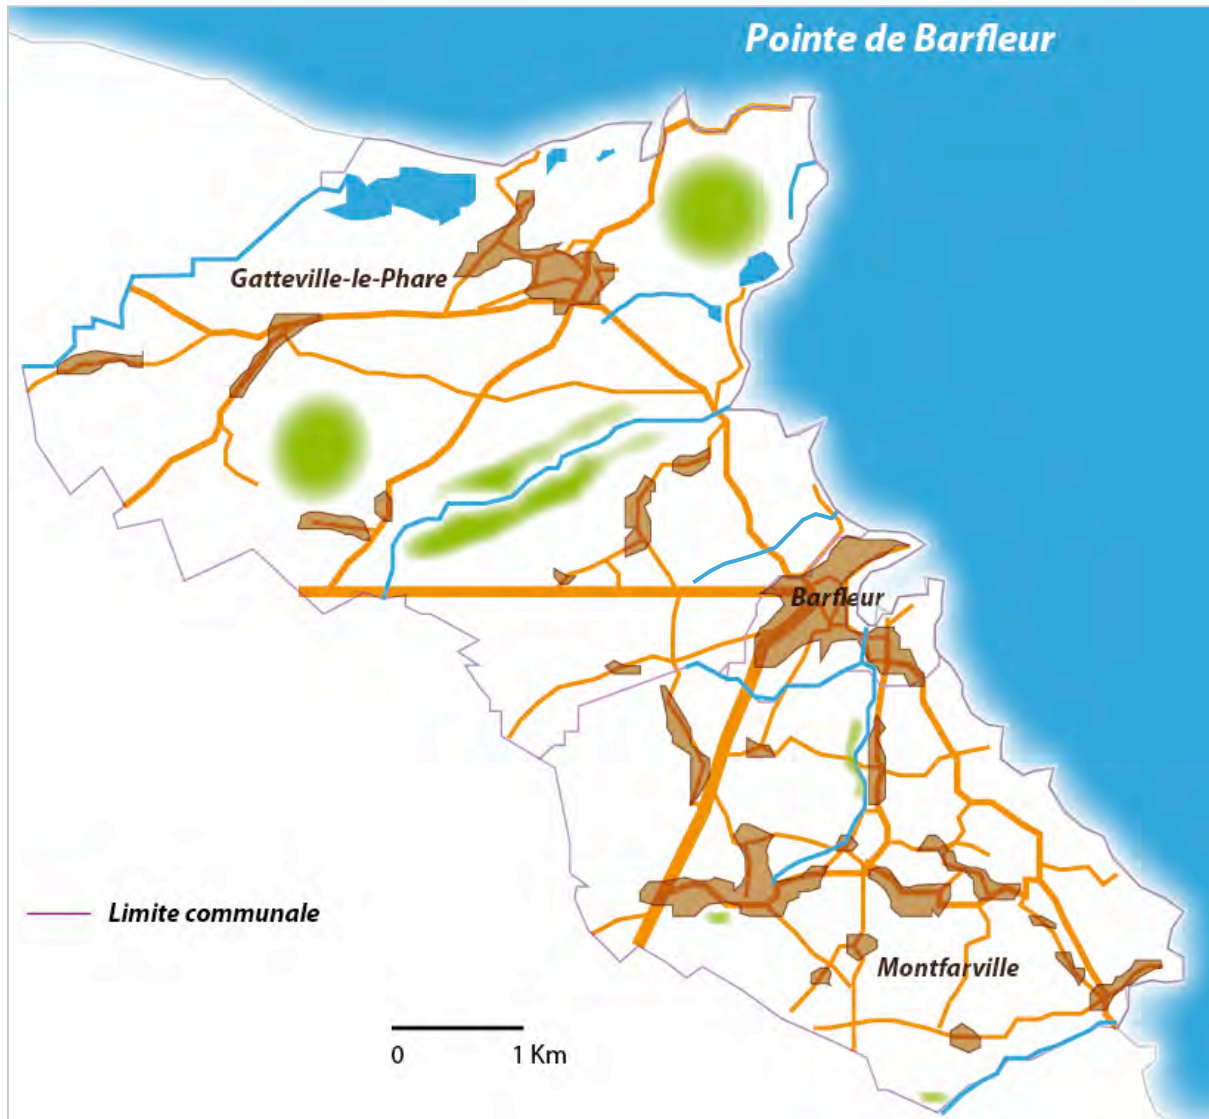 Pointe de Barfleur
Gatteville-le-Phare
Barfleur
Limite communale
Montfarville
0 1 Km